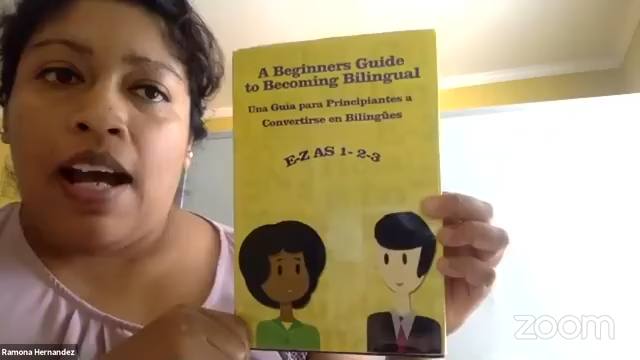 A Beginners Guide
to Becoming Bilingual
Una Guia para Principiantes a
Convertirse en Bilingües
E-Z AS 1-2-3
Ramona Hernandez
zoom